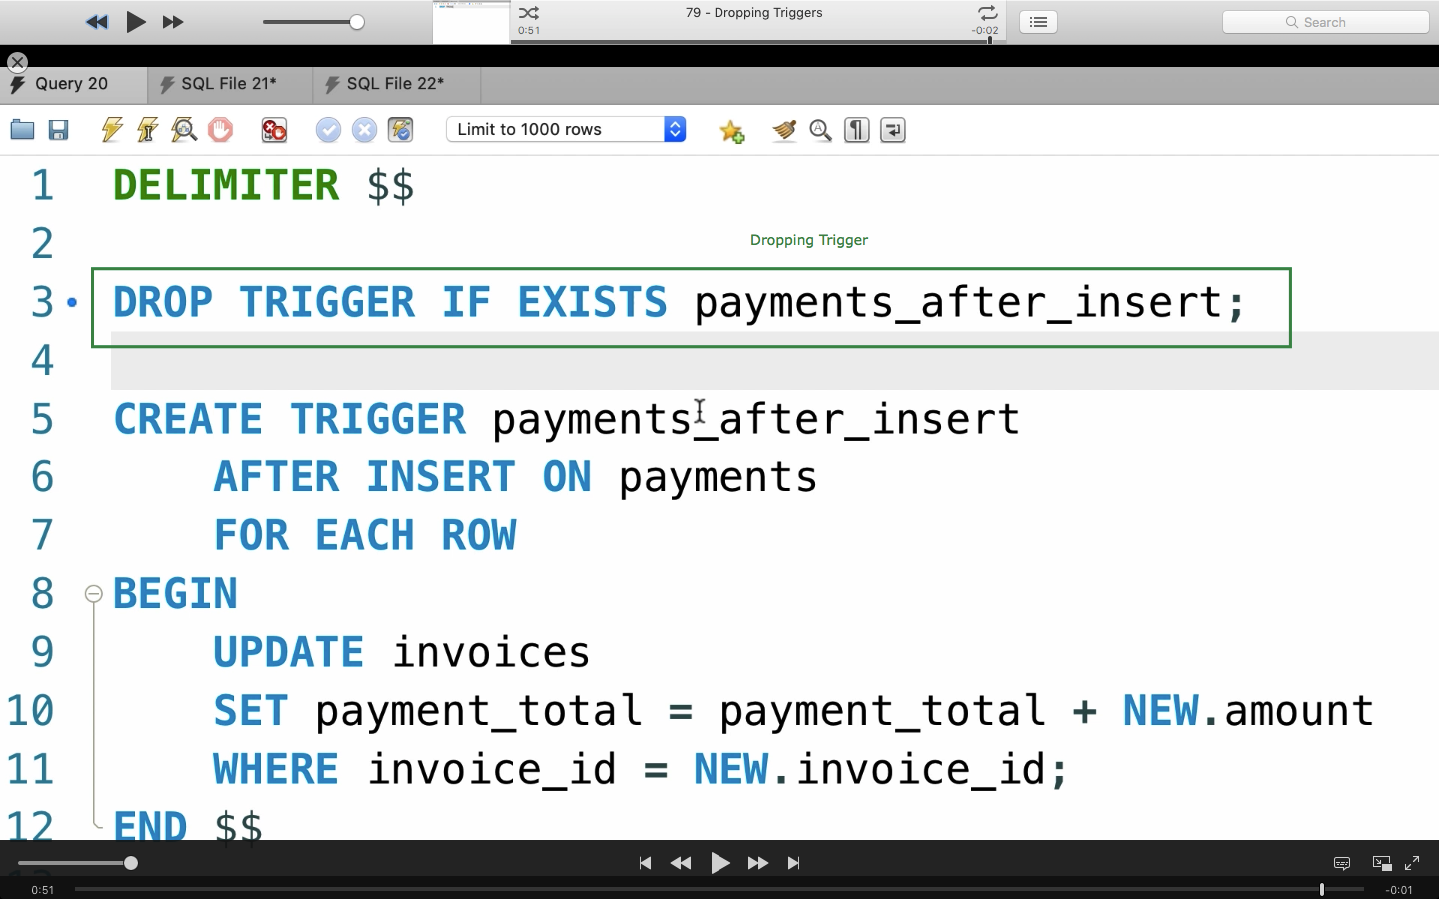 79 - Dropping Triggers
0:51
-0:02
Search
Query 20
SQL File 21*
SQL File 22*
Limit to 1000 rows
1 DELIMITER $$
2
Dropping Trigger
3 DROP TRIGGER IF EXISTS payments_after_insert;
4
5 CREATE TRIGGER payments_after_insert
6 AFTER INSERT ON payments
7 FOR EACH ROW
8 BEGIN
9 UPDATE invoices
10 SET payment_total = payment_total + NEW.amount
11 WHERE invoice_id = NEW.invoice_id;
12 END $$
0:51
-0:01